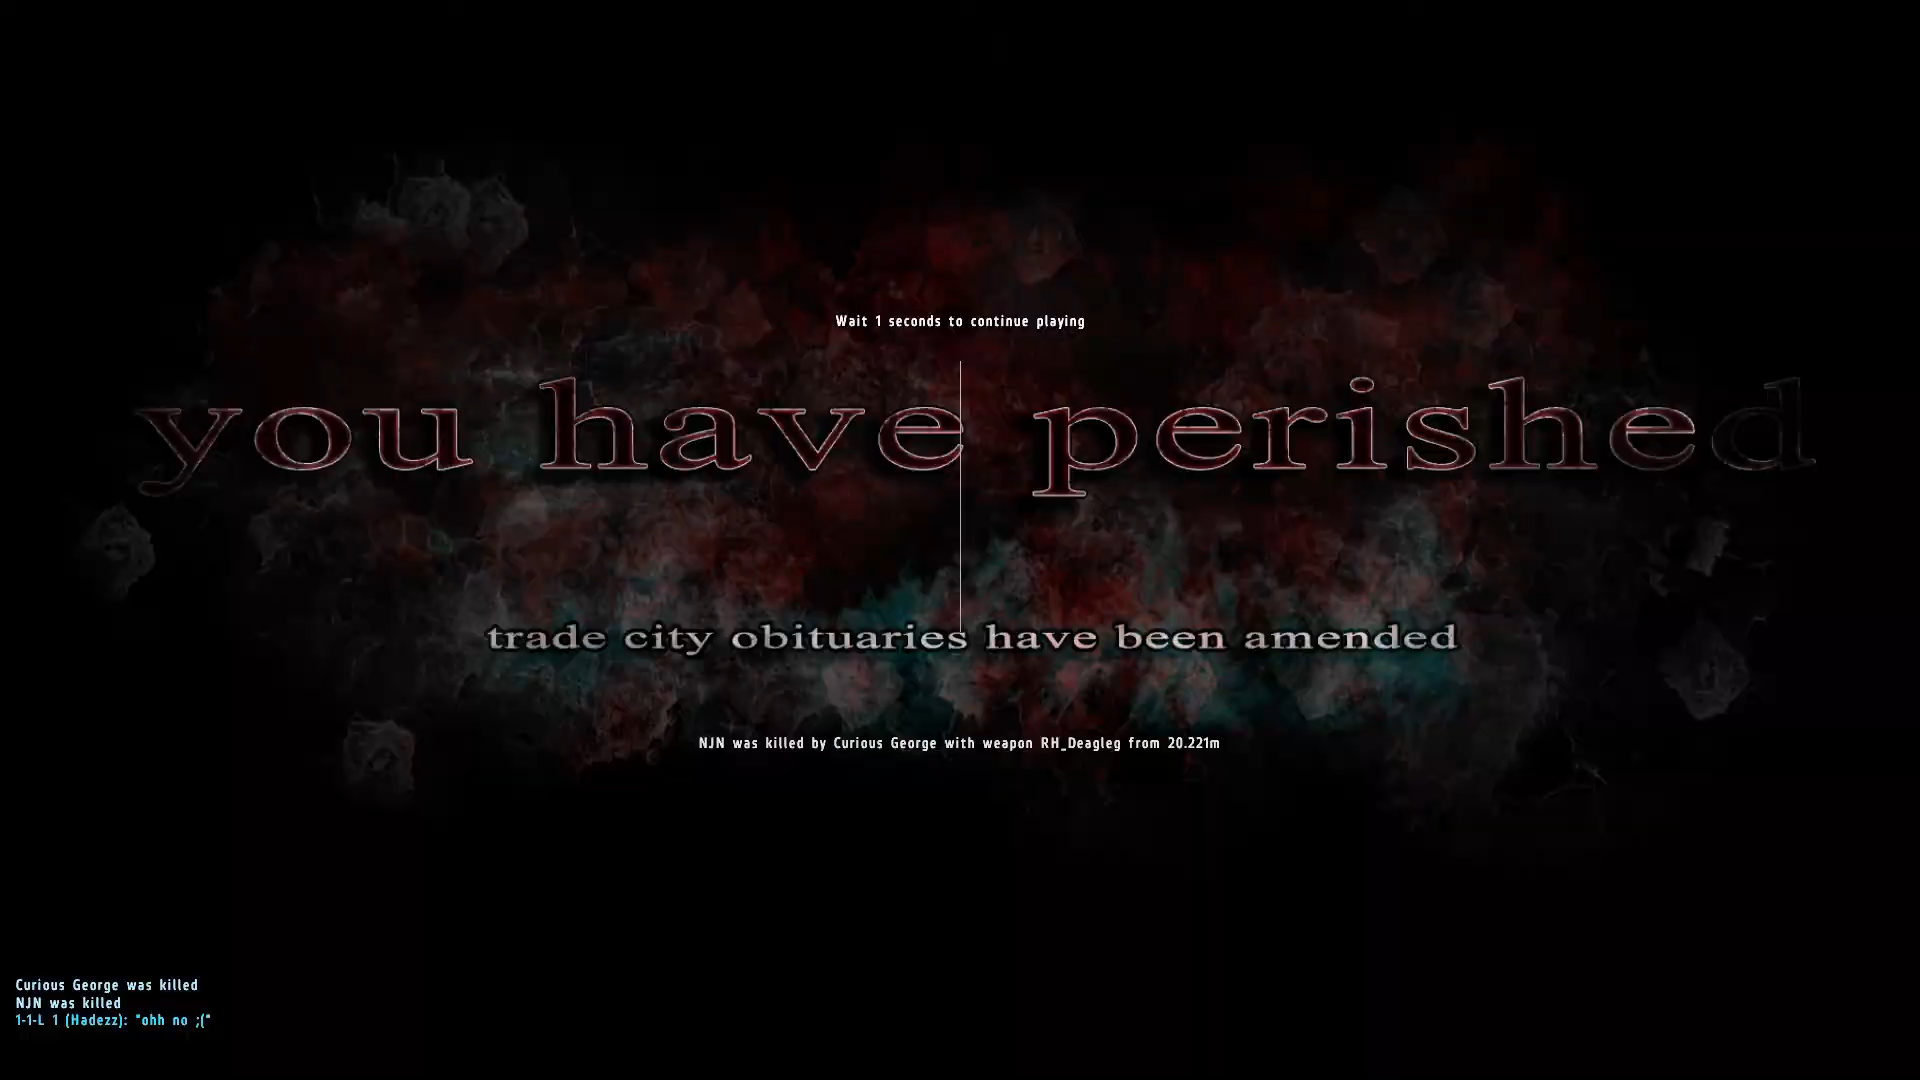 Wait 1 seconds to continue playing
you have perished
trade city obituaries have been amended
NJN was killed by Curious George with weapon RH_Deagleg from 20.221m
Curious George was killed
NJN was killed
1-1-L 1 (Hadezz): "ohh no ;("